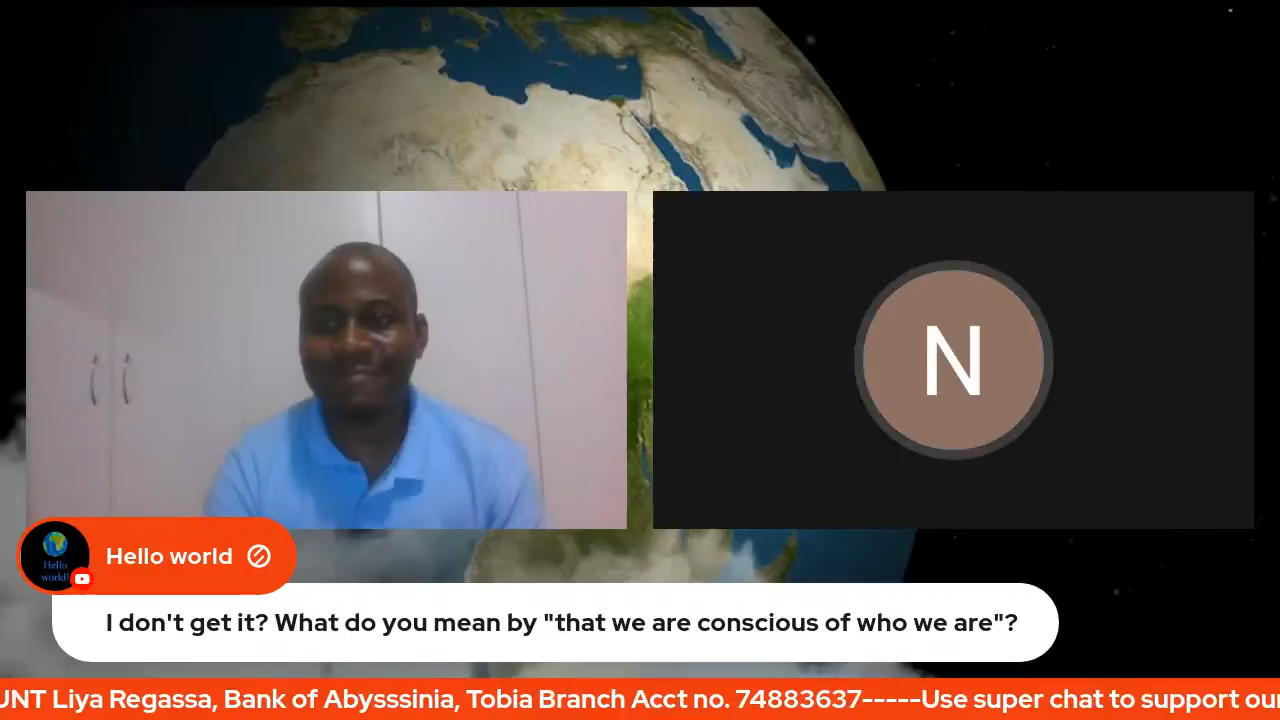 N
Hello world
Hello
world!
I don't get it? What do you mean by "that we are conscious of who we are"?
UNT Liya Regassa, Bank of Abysssinia, Tobia Branch Acct no. 74883637-----Use super chat to support ou